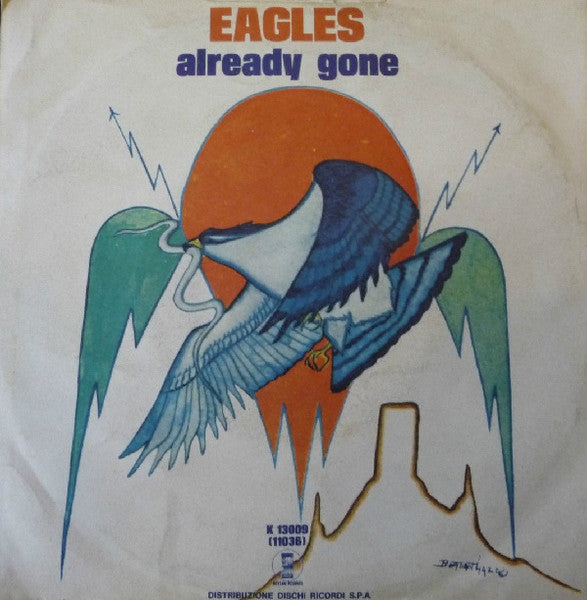 EAGLES
already gone
K 13009
(11036)
DISTRIBUZIONE DISCHI RICORDI S.P.A.